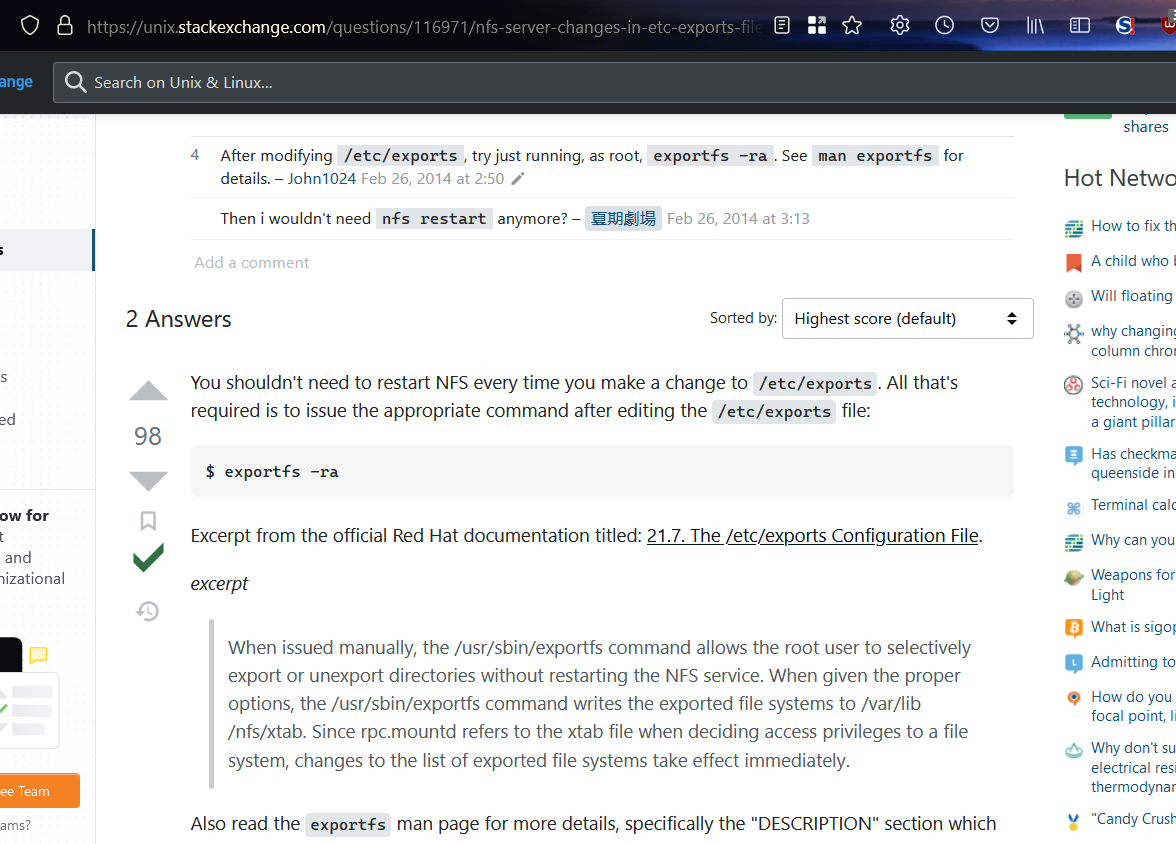 https://unix.stackexchange.com/questions/116971/nfs-server-changes-in-etc-exports-file
ange
Search on Unix & Linux...
shares
4 After modifying /etc/exports, try just running, as root, exportfs -ra. See man exportfs for
details. – John1024 Feb 26, 2014 at 2:50
Then i wouldn't need nfs restart anymore? – 夏期劇場 Feb 26, 2014 at 3:13
Add a comment
2 Answers
Sorted by: Highest score (default)
98
You shouldn't need to restart NFS every time you make a change to /etc/exports. All that's
required is to issue the appropriate command after editing the /etc/exports file:
$ exportfs -ra
Excerpt from the official Red Hat documentation titled: 21.7. The /etc/exports Configuration File.
excerpt
When issued manually, the /usr/sbin/exportfs command allows the root user to selectively
export or unexport directories without restarting the NFS service. When given the proper
options, the /usr/sbin/exportfs command writes the exported file systems to /var/lib
/nfs/xtab. Since rpc.mountd refers to the xtab file when deciding access privileges to a file
system, changes to the list of exported file systems take effect immediately.
Also read the exportfs man page for more details, specifically the "DESCRIPTION" section which
s
s
ed
ow for
t
and
nizational
ee Team
ams?
Hot Netwo
How to fix th
A child who b
Will floating
why changing
column chron
Sci-Fi novel a
technology, i
a giant pillar
Has checkma
queenside in
Terminal calc
Why can you
Weapons for
Light
What is sigop
Admitting to
How do you
focal point, li
Why don't su
electrical resi
thermodynam
"Candy Crush